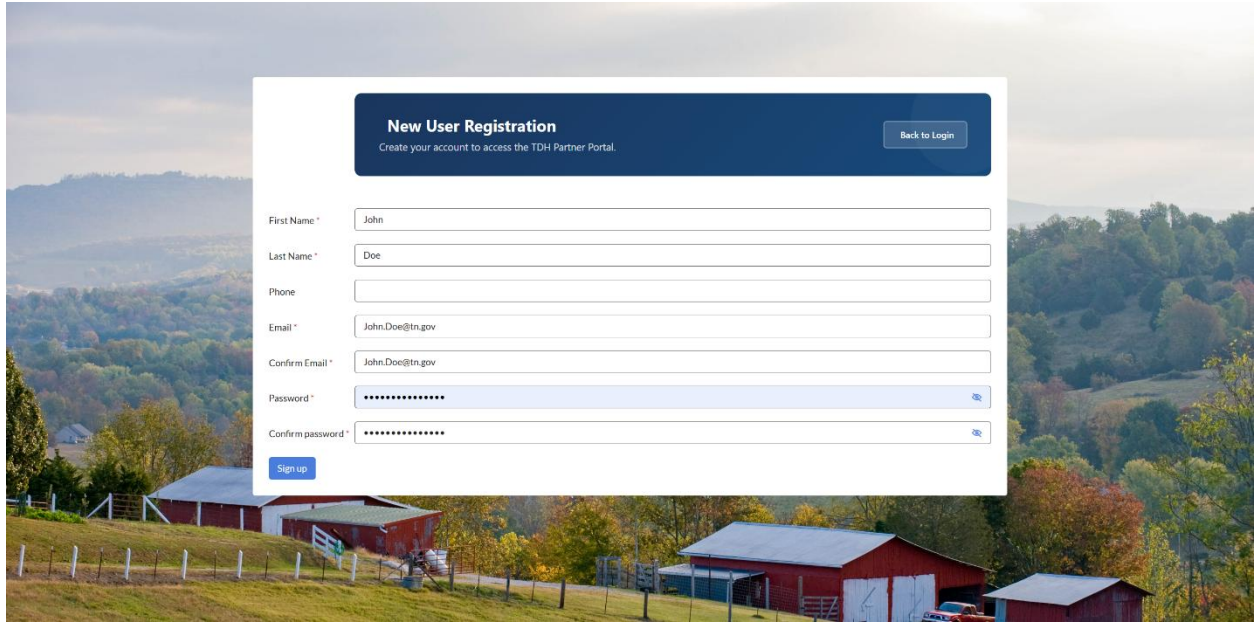 New User Registration
Create your account to access the TDH Partner Portal.
Back to Login
First Name *
John
Last Name *
Doe
Phone
Email *
John.Doe@tn.gov
Confirm Email *
John.Doe@tn.gov
Password *
•••••••••••••••
Confirm password *
•••••••••••••••
Sign up